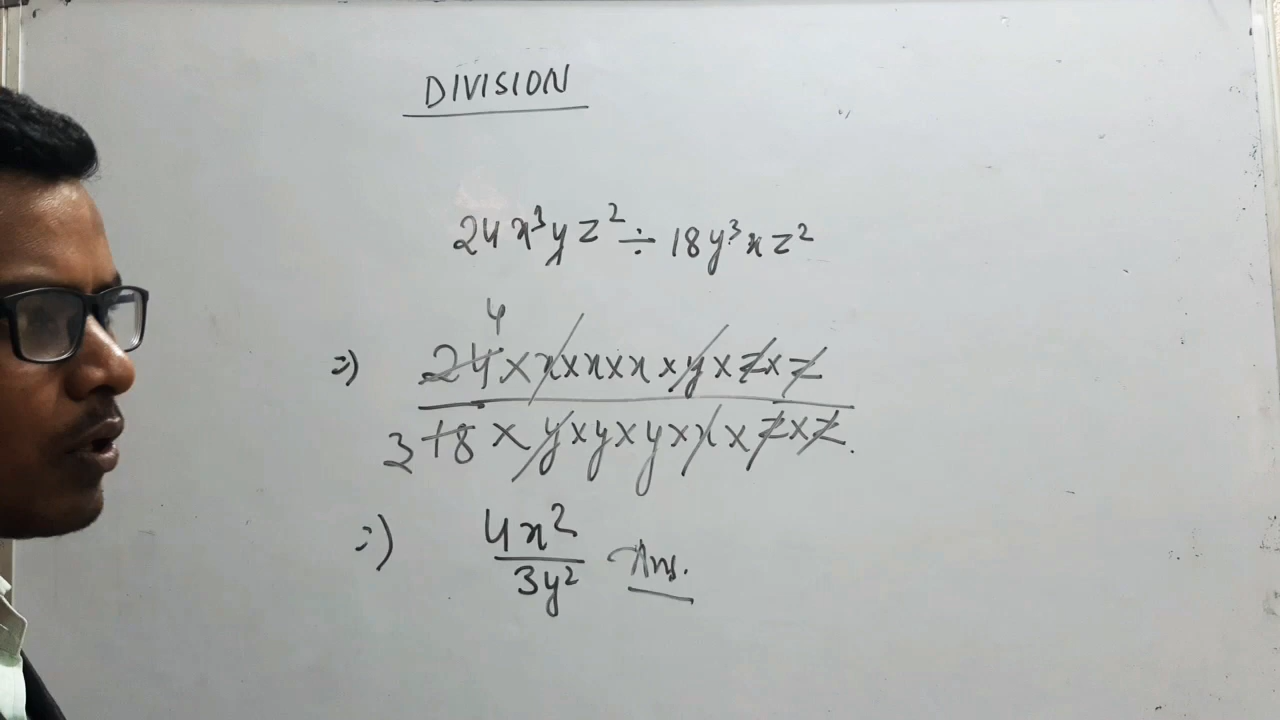 DIVISION
24x³yz² ÷ 18y³xz²
4
⇒) 24 × x × x × x × y × z × z
3 18 × y × y × y × x × z × z.
⇒) 4x²
3y² Ans.